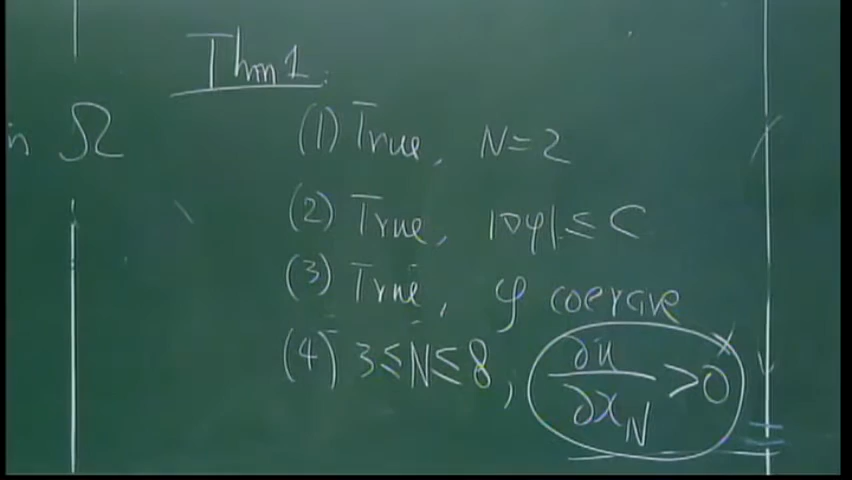 Thm 1.
in Ω
(1) True, N=2
(2) True, |∇φ| ≤ C
(3) True, φ coercive
(4) 3≤N≤8, ∂u/∂x_N >0